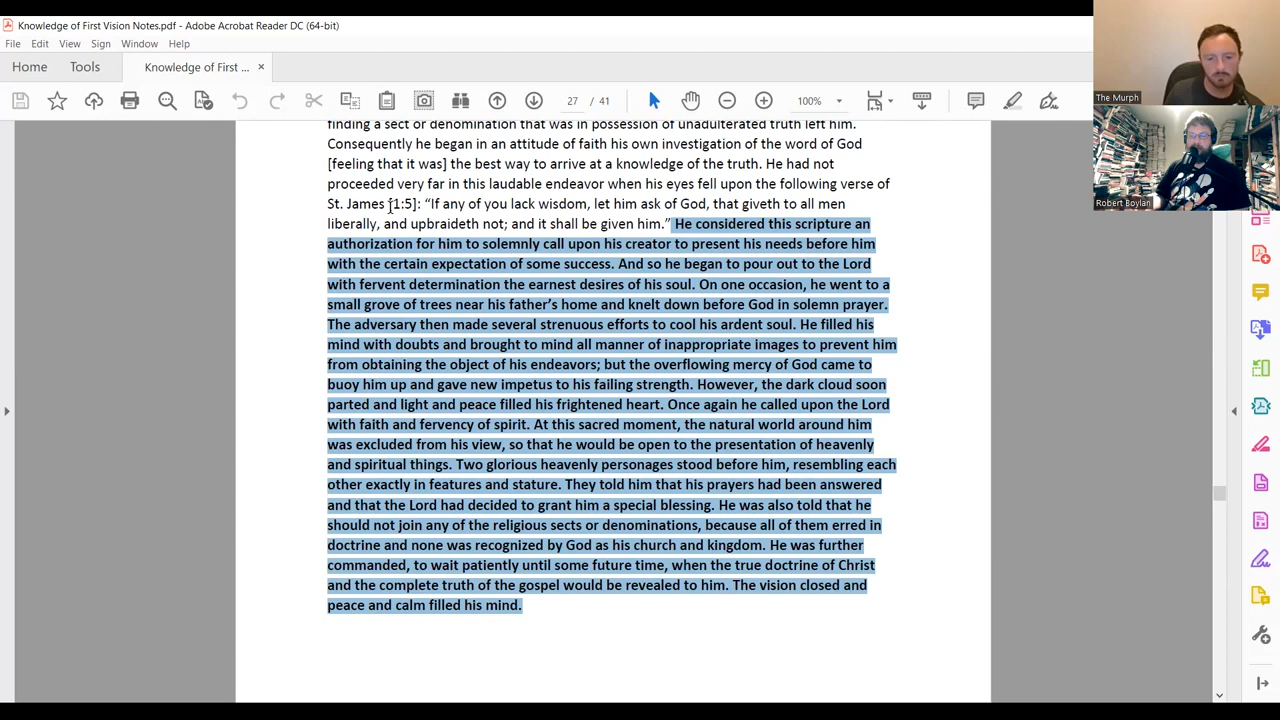 Knowledge of First Vision Notes.pdf - Adobe Acrobat Reader DC (64-bit)
File Edit View Sign Window Help
Home Tools Knowledge of First ... ×
27 / 41 100%
The Murph
Robert Boylan
finding a sect or denomination that was in possession of unadulterated truth left him.
Consequently he began in an attitude of faith his own investigation of the word of God
[feeling that it was] the best way to arrive at a knowledge of the truth. He had not
proceeded very far in this laudable endeavor when his eyes fell upon the following verse of
St. James [1:5]: “If any of you lack wisdom, let him ask of God, that giveth to all men
liberally, and upbraideth not; and it shall be given him.” He considered this scripture an
authorization for him to solemnly call upon his creator to present his needs before him
with the certain expectation of some success. And so he began to pour out to the Lord
with fervent determination the earnest desires of his soul. On one occasion, he went to a
small grove of trees near his father’s home and knelt down before God in solemn prayer.
The adversary then made several strenuous efforts to cool his ardent soul. He filled his
mind with doubts and brought to mind all manner of inappropriate images to prevent him
from obtaining the object of his endeavors; but the overflowing mercy of God came to
buoy him up and gave new impetus to his failing strength. However, the dark cloud soon
parted and light and peace filled his frightened heart. Once again he called upon the Lord
with faith and fervency of spirit. At this sacred moment, the natural world around him
was excluded from his view, so that he would be open to the presentation of heavenly
and spiritual things. Two glorious heavenly personages stood before him, resembling each
other exactly in features and stature. They told him that his prayers had been answered
and that the Lord had decided to grant him a special blessing. He was also told that he
should not join any of the religious sects or denominations, because all of them erred in
doctrine and none was recognized by God as his church and kingdom. He was further
commanded, to wait patiently until some future time, when the true doctrine of Christ
and the complete truth of the gospel would be revealed to him. The vision closed and
peace and calm filled his mind.